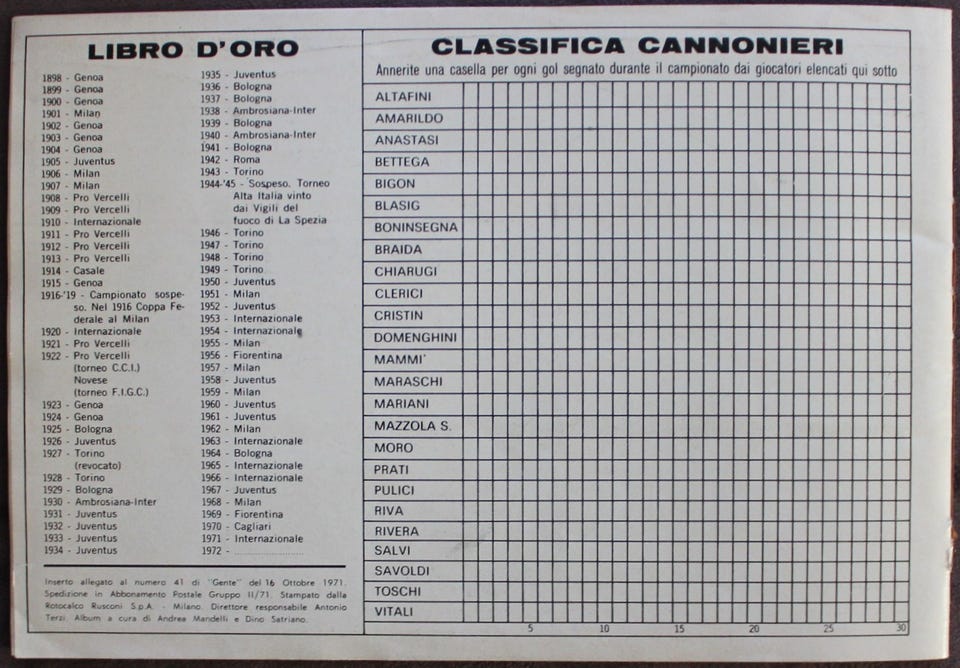 LIBRO D'ORO
1898 - Genoa
1899 - Genoa
1900 - Genoa
1901 - Milan
1902 - Genoa
1903 - Genoa
1904 - Genoa
1905 - Juventus
1906 - Milan
1907 - Milan
1908 - Pro Vercelli
1909 - Pro Vercelli
1910 - Internazionale
1911 - Pro Vercelli
1912 - Pro Vercelli
1913 - Pro Vercelli
1914 - Casale
1915 - Genoa
1916-'19 - Campionato sospe-
so. Nel 1916 Coppa Fe-
derale al Milan
1920 - Internazionale
1921 - Pro Vercelli
1922 - Pro Vercelli
(torneo C.C.I.)
Novese
(torneo F.I.G.C.)
1923 - Genoa
1924 - Genoa
1925 - Bologna
1926 - Juventus
1927 - Torino
(revocato)
1928 - Torino
1929 - Bologna
1930 - Ambrosiana-Inter
1931 - Juventus
1932 - Juventus
1933 - Juventus
1934 - Juventus
1935 - Juventus
1936 - Bologna
1937 - Bologna
1938 - Ambrosiana-Inter
1939 - Bologna
1940 - Ambrosiana-Inter
1941 - Bologna
1942 - Roma
1943 - Torino
1944-'45 - Sospeso. Torneo
Alta Italia vinto
dai Vigili del
fuoco di La Spezia
1946 - Torino
1947 - Torino
1948 - Torino
1949 - Torino
1950 - Juventus
1951 - Milan
1952 - Juventus
1953 - Internazionale
1954 - Internazionale
1955 - Milan
1956 - Fiorentina
1957 - Milan
1958 - Juventus
1959 - Milan
1960 - Juventus
1961 - Juventus
1962 - Milan
1963 - Internazionale
1964 - Bologna
1965 - Internazionale
1966 - Internazionale
1967 - Juventus
1968 - Milan
1969 - Fiorentina
1970 - Cagliari
1971 - Internazionale
1972 - ......................
Inserto allegato al numero 41 di "Gente" del 16 Ottobre 1971.
Spedizione in Abbonamento Postale Gruppo II/71. Stampato dalla
Rotocalco Rusconi S.p.A. - Milano. Direttore responsabile Antonio
Terzi. Album a cura di Andrea Mandelli e Dino Satriano.
CLASSIFICA CANNONIERI
Annerite una casella per ogni gol segnato durante il campionato dai giocatori elencati qui sotto
ALTAFINI
AMARILDO
ANASTASI
BETTEGA
BIGON
BLASIG
BONINSEGNA
BRAIDA
CHIARUGI
CLERICI
CRISTIN
DOMENGHINI
MAMMI'
MARASCHI
MARIANI
MAZZOLA S.
MORO
PRATI
PULICI
RIVA
RIVERA
SALVI
SAVOLDI
TOSCHI
VITALI
5 10 15 20 25 30